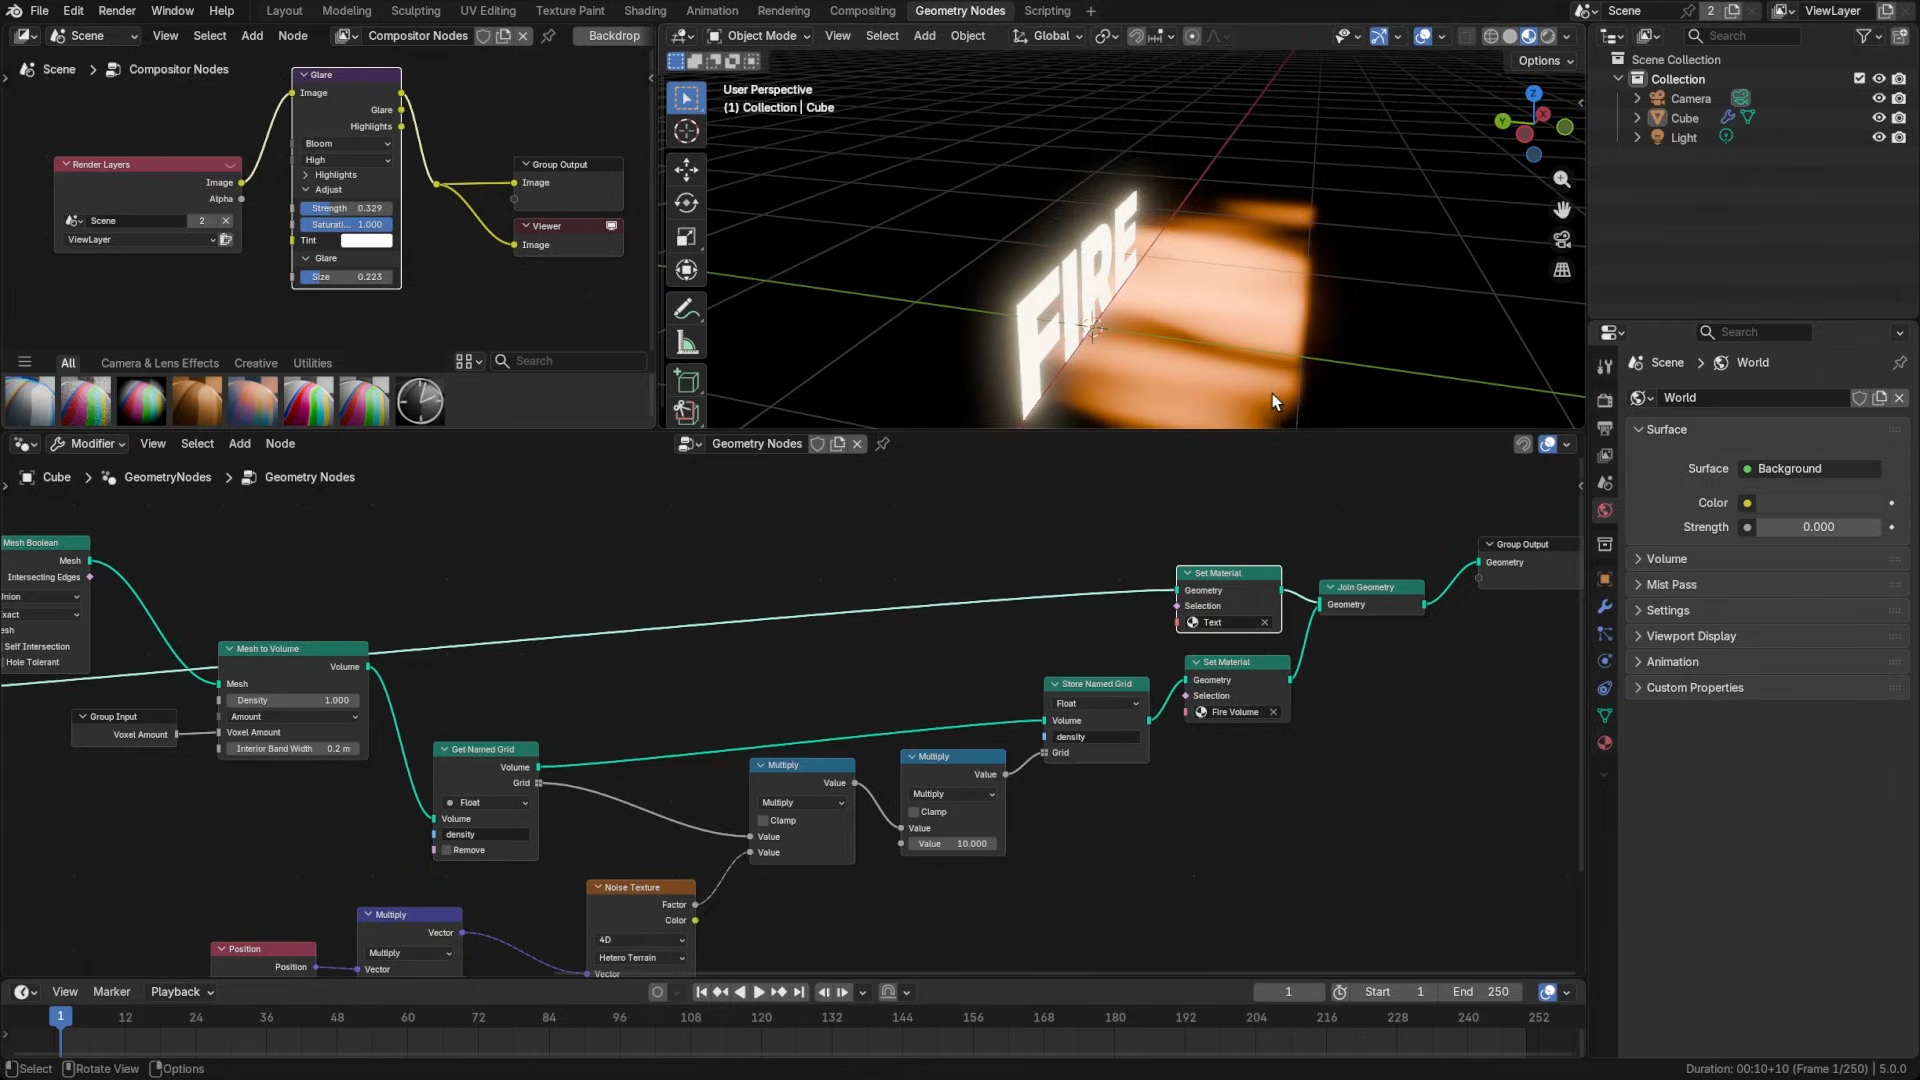 File Edit Render Window Help Layout Modeling Sculpting UV Editing Texture Paint Shading Animation Rendering Compositing Geometry Nodes Scripting + Scene 2 ViewLayer
Scene View Select Add Node Compositor Nodes Backdrop
Scene > Compositor Nodes
Glare
Image
Glare
Highlights
Bloom
High
Highlights
Adjust
Strength 0.329
Saturati... 1.000
Tint
Glare
Size 0.223
Render Layers
Image
Alpha
Scene 2
ViewLayer
Group Output
Image
Viewer
Image
All Camera & Lens Effects Creative Utilities Search
Object Mode View Select Add Object Global
Options
User Perspective
(1) Collection | Cube
Z
Y
X
FIRE
Search
Scene Collection
Collection
Camera
Cube
Light
Search
Scene > World
World
Surface
Surface Background
Color
Strength 0.000
Volume
Mist Pass
Settings
Viewport Display
Animation
Custom Properties
Modifier View Select Add Node Geometry Nodes
Cube > GeometryNodes > Geometry Nodes
Mesh Boolean
Mesh
Intersecting Edges
nion
xact
esh
Self Intersection
Hole Tolerant
Group Input
Voxel Amount
Mesh to Volume
Volume
Mesh
Density 1.000
Amount
Voxel Amount
Interior Band Width 0.2 m
Get Named Grid
Volume
Grid
Float
Volume
density
Remove
Position
Position
Multiply
Vector
Multiply
Vector
Noise Texture
Factor
Color
4D
Hetero Terrain
Vector
Multiply
Value
Multiply
Clamp
Value
Value
Multiply
Value
Multiply
Clamp
Value
Value 10.000
Store Named Grid
Float
Volume
density
Grid
Set Material
Geometry
Selection
Text
Set Material
Geometry
Selection
Fire Volume
Join Geometry
Geometry
Group Output
Geometry
View Marker Playback 1 Start 1 End 250
1 12 24 36 48 60 72 84 96 108 120 132 144 156 168 180 192 204 216 228 240 252
Select Rotate View Options Duration: 00:10+10 (Frame 1/250) | 5.0.0